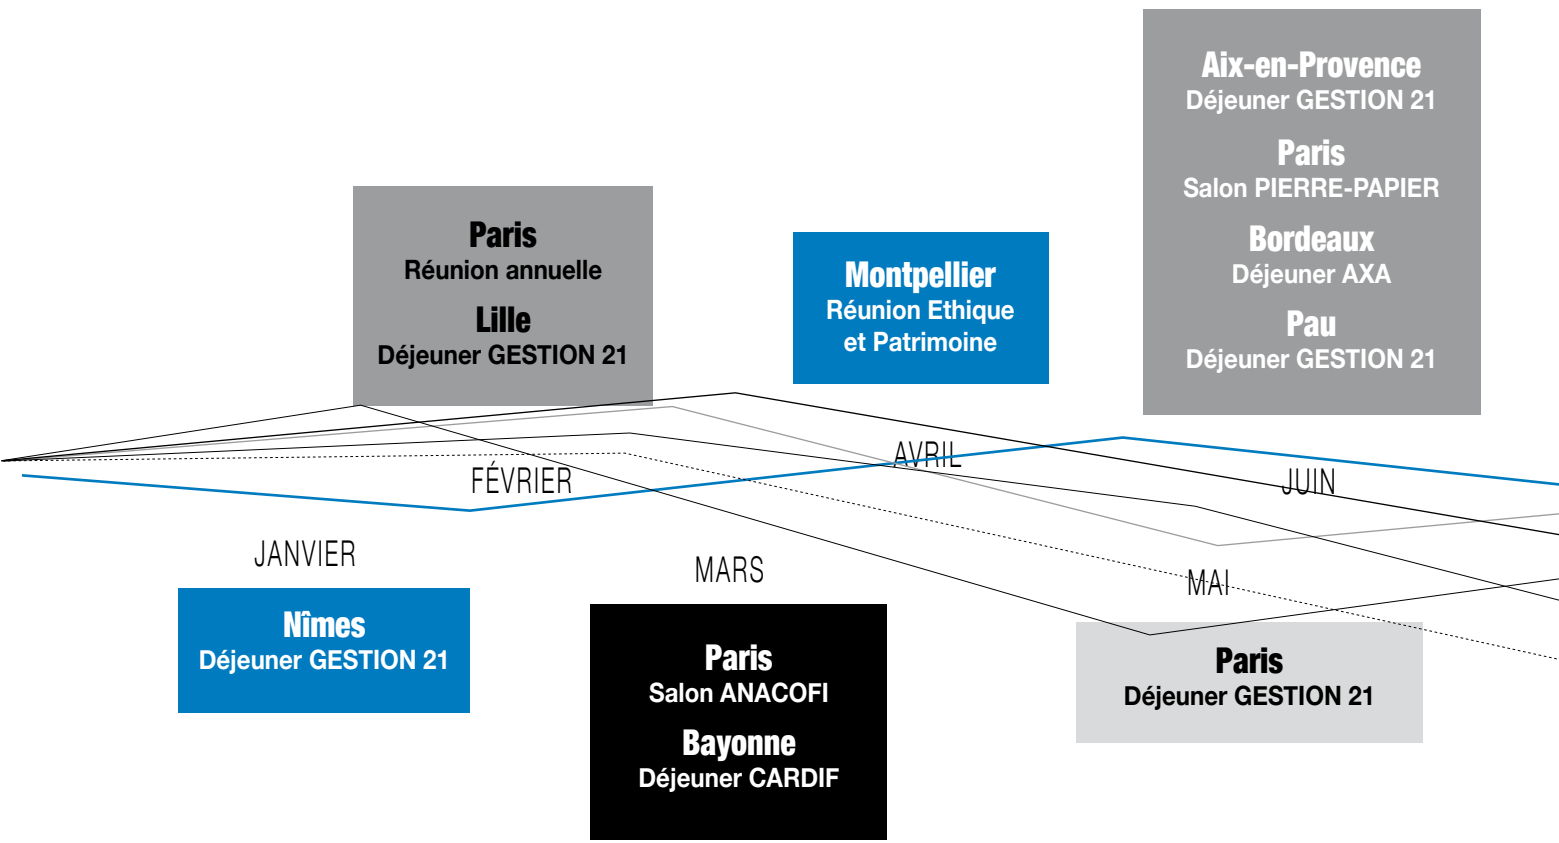 JANVIER
Nîmes
Déjeuner GESTION 21
Paris
Réunion annuelle
Lille
Déjeuner GESTION 21
FÉVRIER
MARS
Paris
Salon ANACOFI
Bayonne
Déjeuner CARDIF
Montpellier
Réunion Ethique
et Patrimoine
AVRIL
MAI
Paris
Déjeuner GESTION 21
Aix-en-Provence
Déjeuner GESTION 21
Paris
Salon PIERRE-PAPIER
Bordeaux
Déjeuner AXA
Pau
Déjeuner GESTION 21
JUIN